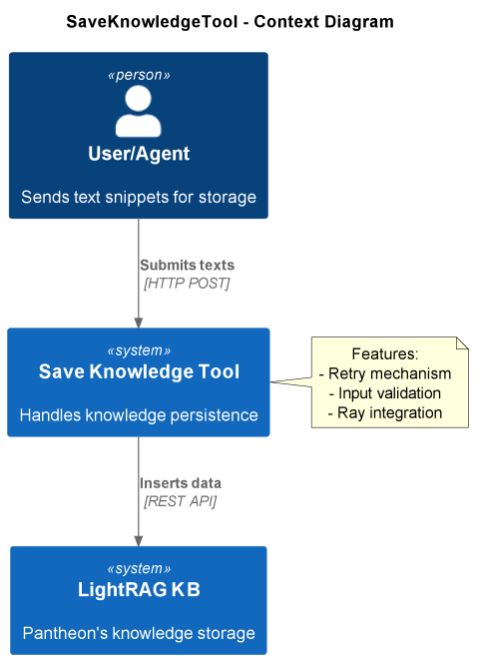 SaveKnowledgeTool - Context Diagram
«person»
User/Agent
Sends text snippets for storage
Submits texts
[HTTP POST]
«system»
Save Knowledge Tool
Handles knowledge persistence
Features:
- Retry mechanism
- Input validation
- Ray integration
Inserts data
[REST API]
«system»
LightRAG KB
Pantheon's knowledge storage